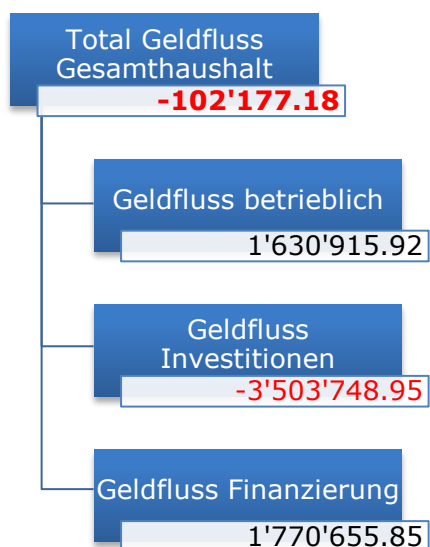 Total Geldfluss
Gesamthaushalt
-102'177.18
Geldfluss betrieblich
1'630'915.92
Geldfluss
Investitionen
-3'503'748.95
Geldfluss Finanzierung
1'770'655.85